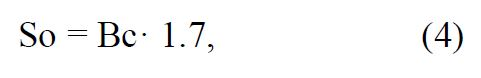 So = Bc· 1.7, (4)